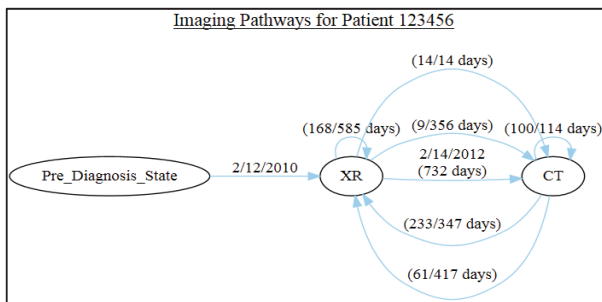 Imaging Pathways for Patient 123456
(14/14 days)
(168/585 days)
(9/356 days)
(100/114 days)
2/12/2010
2/14/2012
(732 days)
Pre_Diagnosis_State
XR
CT
(233/347 days)
(61/417 days)